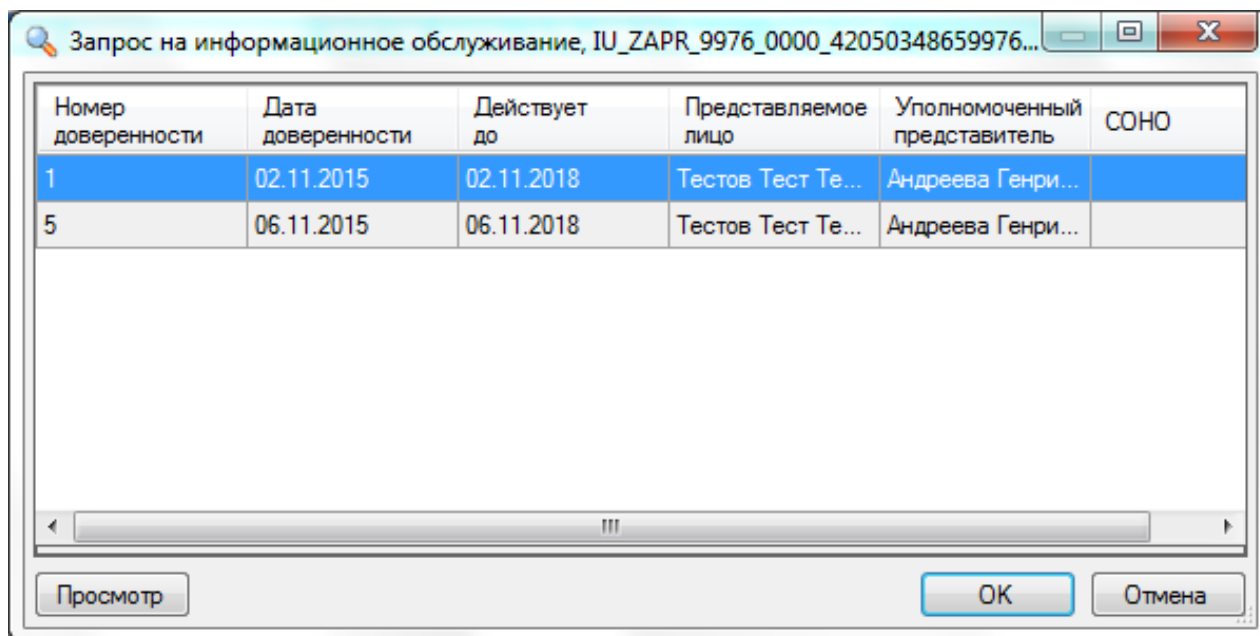 Запрос на информационное обслуживание, IU_ZAPR_9976_0000_42050348659976...
Номер доверенности Дата доверенности Действует до Представляемое лицо Уполномоченный представитель СОНО
1 02.11.2015 02.11.2018 Тестов Тест Те... Андреева Генри...
5 06.11.2015 06.11.2018 Тестов Тест Те... Андреева Генри...
Просмотр OK Отмена